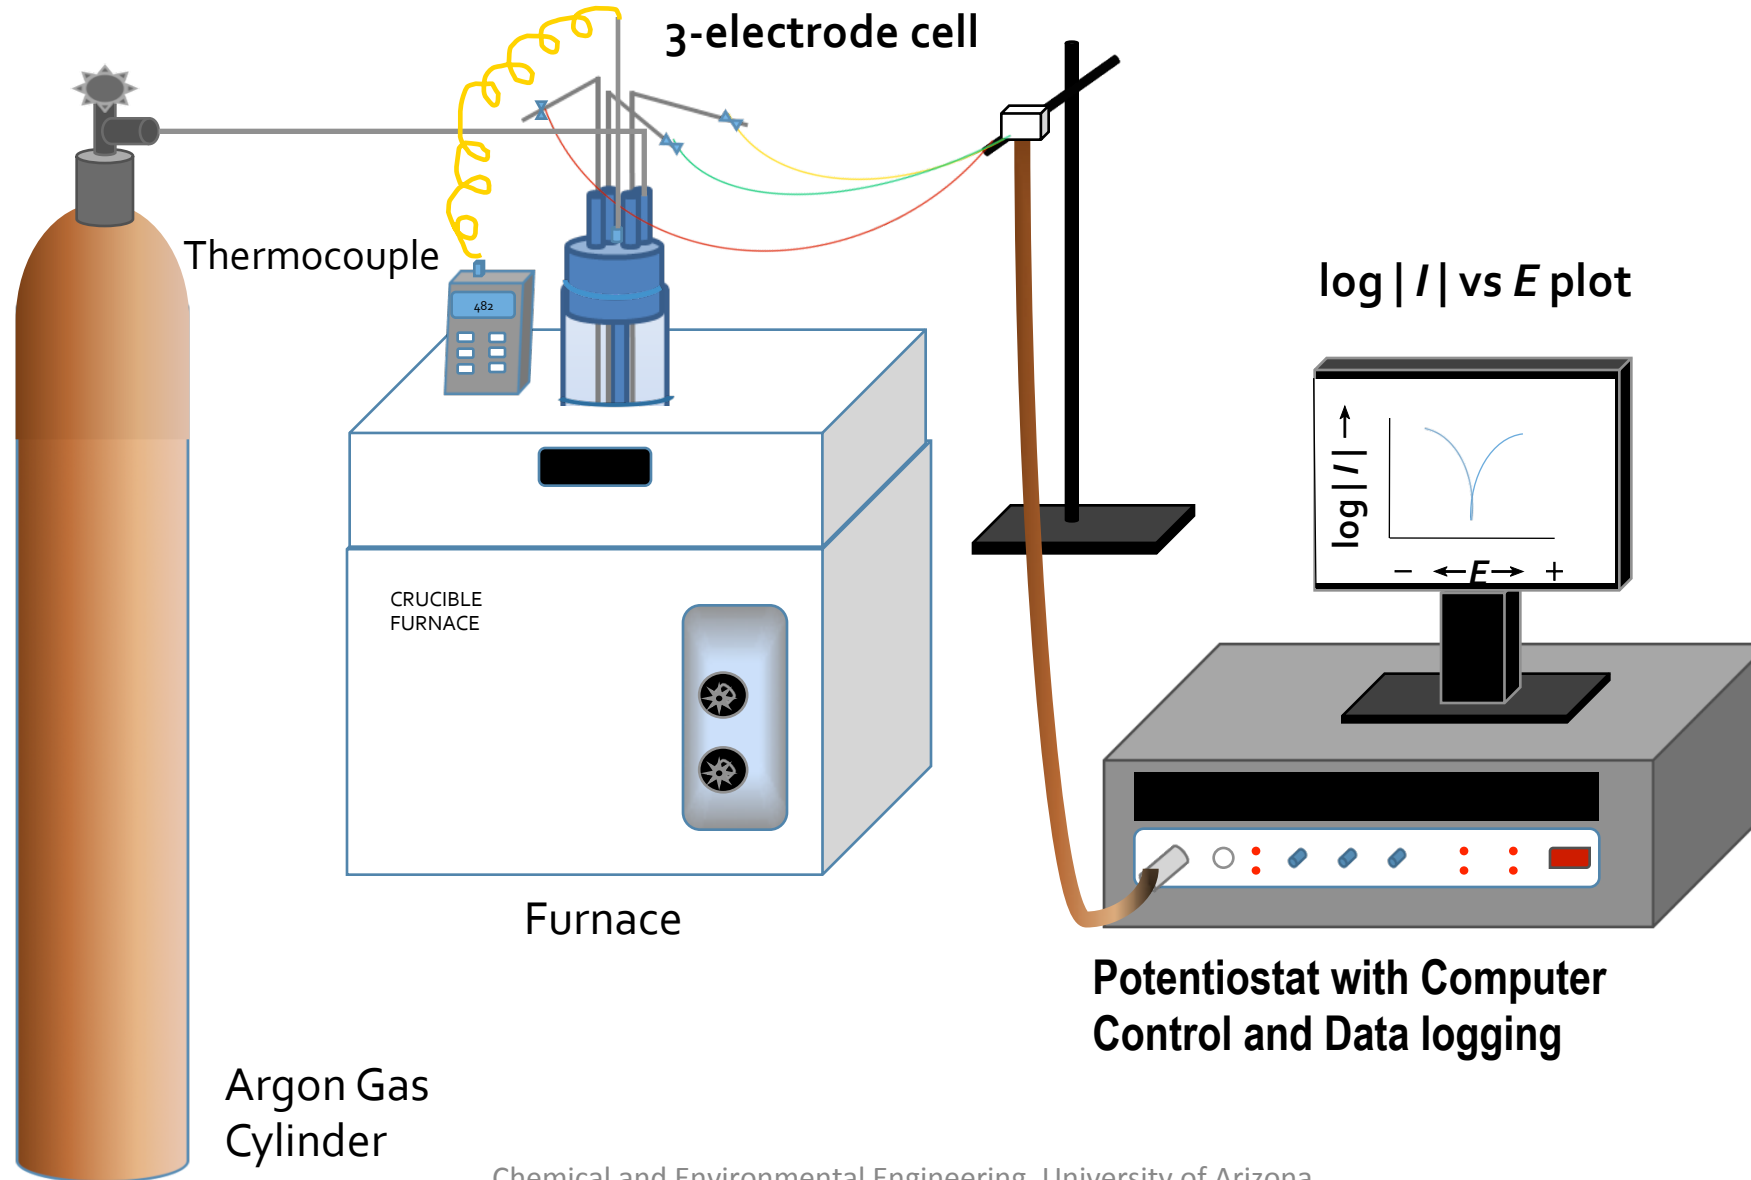 3-electrode cell
Thermocouple
482
log | I | vs E plot
log | I | →
− ←E→ +
CRUCIBLE
FURNACE
Furnace
Potentiostat with Computer
Control and Data logging
Argon Gas
Cylinder
Chemical and Environmental Engineering, University of Arizona